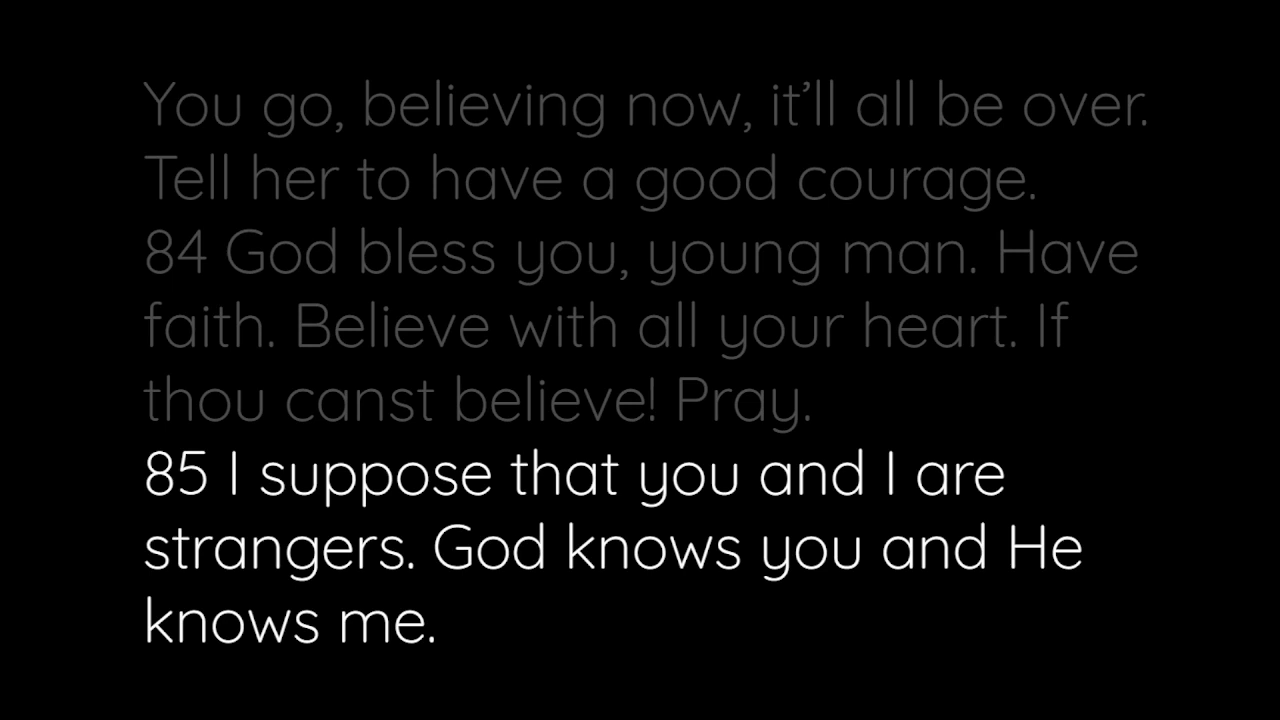 You go, believing now, it’ll all be over.
Tell her to have a good courage.
84 God bless you, young man. Have
faith. Believe with all your heart. If
thou canst believe! Pray.
85 I suppose that you and I are
strangers. God knows you and He
knows me.